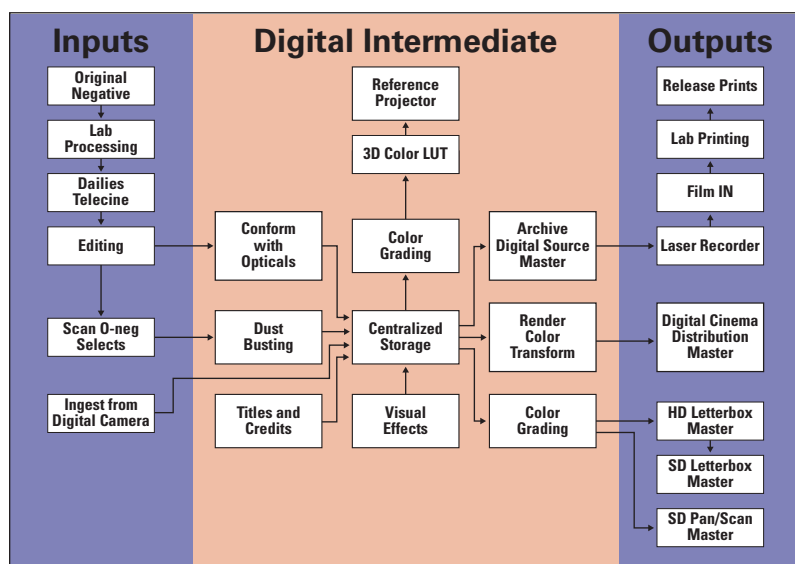 Inputs
Digital Intermediate
Outputs
Original
Negative
Lab
Processing
Dailies
Telecine
Editing
Scan O-neg
Selects
Ingest from
Digital Camera
Reference
Projector
3D Color LUT
Conform
with
Opticals
Color
Grading
Archive
Digital Source
Master
Dust
Busting
Centralized
Storage
Render
Color
Transform
Titles and
Credits
Visual
Effects
Color
Grading
Release Prints
Lab Printing
Film IN
Laser Recorder
Digital Cinema
Distribution
Master
HD Letterbox
Master
SD Letterbox
Master
SD Pan/Scan
Master